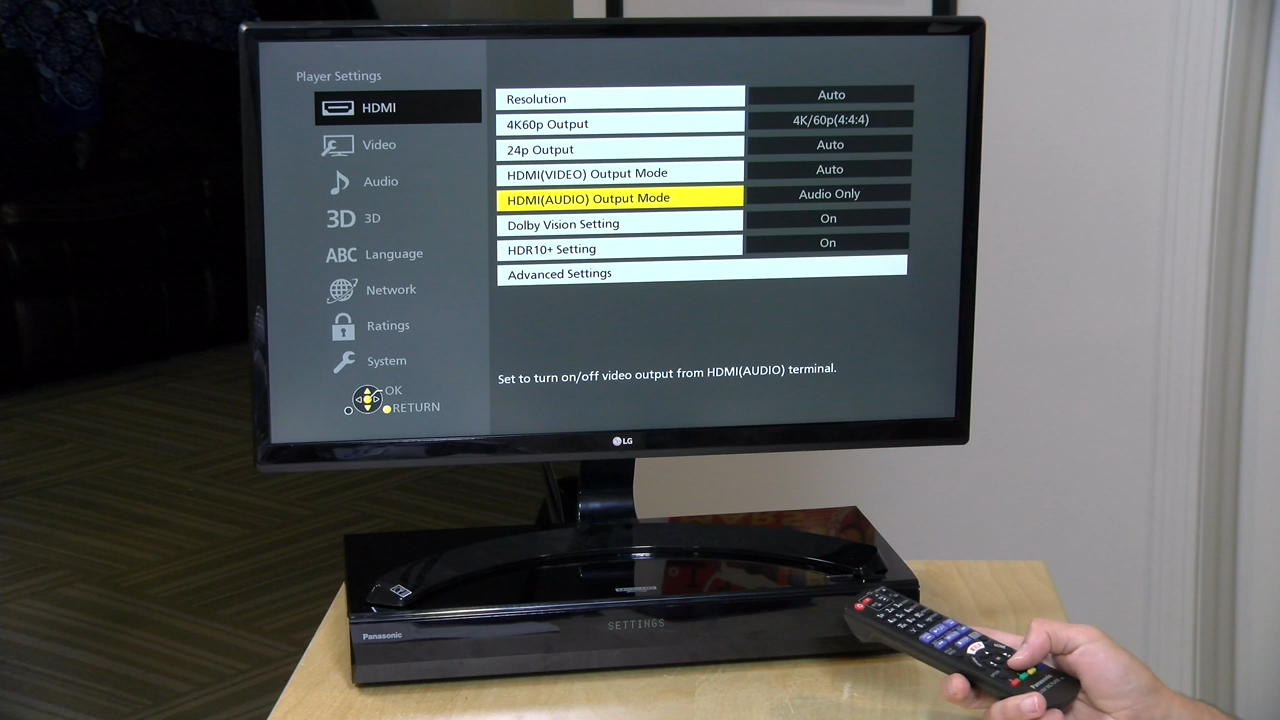 Player Settings
HDMI
Video
Audio
3D 3D
ABC Language
Network
Ratings
System
OK
RETURN
Resolution Auto
4K60p Output 4K/60p(4:4:4)
24p Output Auto
HDMI(VIDEO) Output Mode Auto
HDMI(AUDIO) Output Mode Audio Only
Dolby Vision Setting On
HDR10+ Setting On
Advanced Settings
Set to turn on/off video output from HDMI(AUDIO) terminal.
LG
SETTINGS
Panasonic
Panasonic